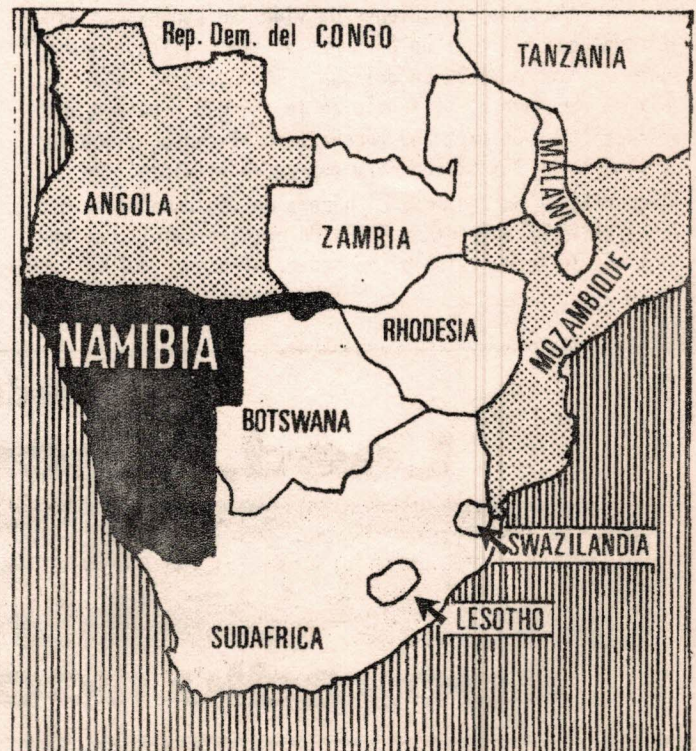 Rep. Dem. del CONGO
TANZANIA
MALAWI
ANGOLA
ZAMBIA
MOZAMBIQUE
NAMIBIA
RHODESIA
BOTSWANA
SWAZILANDIA
LESOTHO
SUDAFRICA